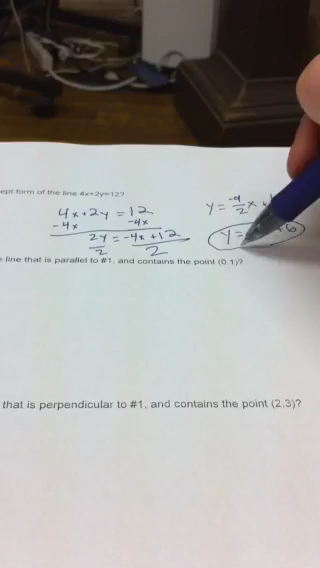 ept form of the line 4x+2y=12?
4x+2y = 12
-4x -4x
2y = -4x+12
2 2
y = -4/2 x +
y = +6
line that is parallel to #1, and contains the point (0,1)?
that is perpendicular to #1, and contains the point (2,3)?